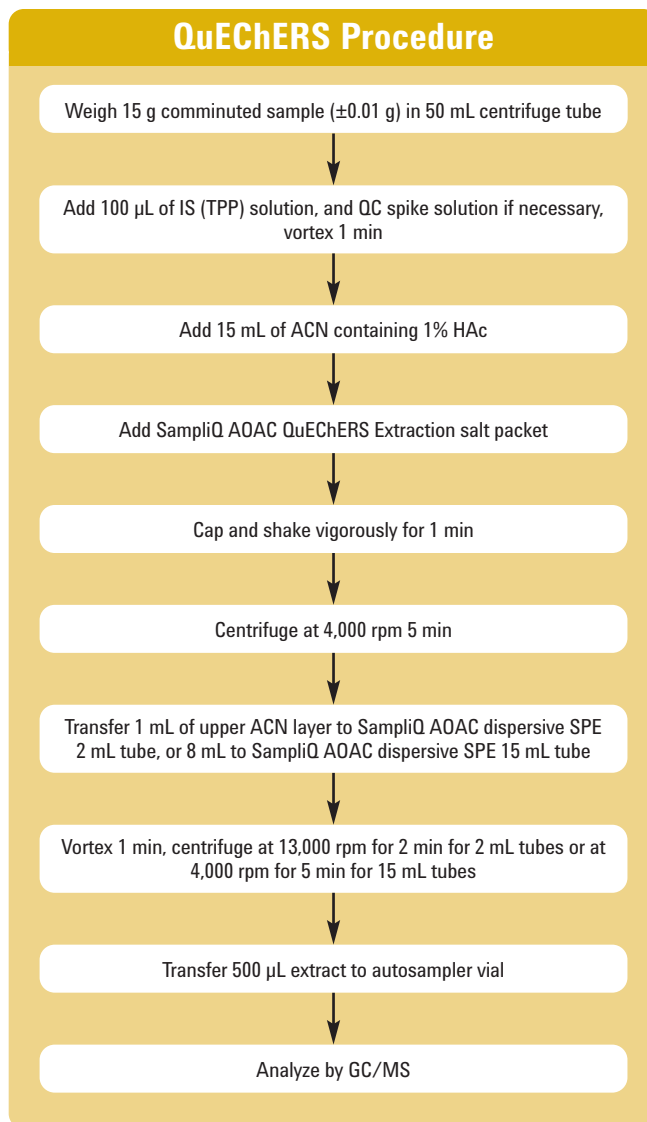 QuEChERS Procedure
Weigh 15 g comminuted sample (±0.01 g) in 50 mL centrifuge tube
Add 100 µL of IS (TPP) solution, and QC spike solution if necessary,
vortex 1 min
Add 15 mL of ACN containing 1% HAc
Add SampliQ AOAC QuEChERS Extraction salt packet
Cap and shake vigorously for 1 min
Centrifuge at 4,000 rpm 5 min
Transfer 1 mL of upper ACN layer to SampliQ AOAC dispersive SPE
2 mL tube, or 8 mL to SampliQ AOAC dispersive SPE 15 mL tube
Vortex 1 min, centrifuge at 13,000 rpm for 2 min for 2 mL tubes or at
4,000 rpm for 5 min for 15 mL tubes
Transfer 500 µL extract to autosampler vial
Analyze by GC/MS